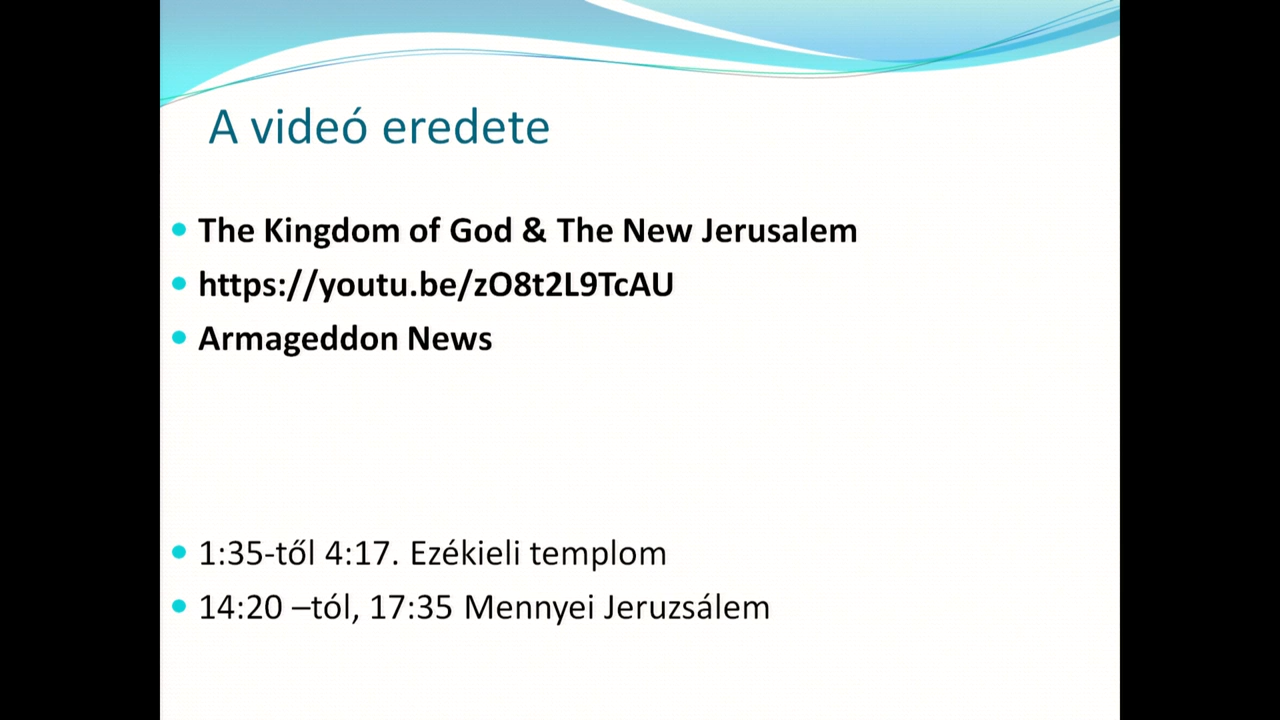 A videó eredete
The Kingdom of God & The New Jerusalem
https://youtu.be/zO8t2L9TcAU
Armageddon News
1:35-től 4:17. Ezékieli templom
14:20 –tól, 17:35 Mennyei Jeruzsálem